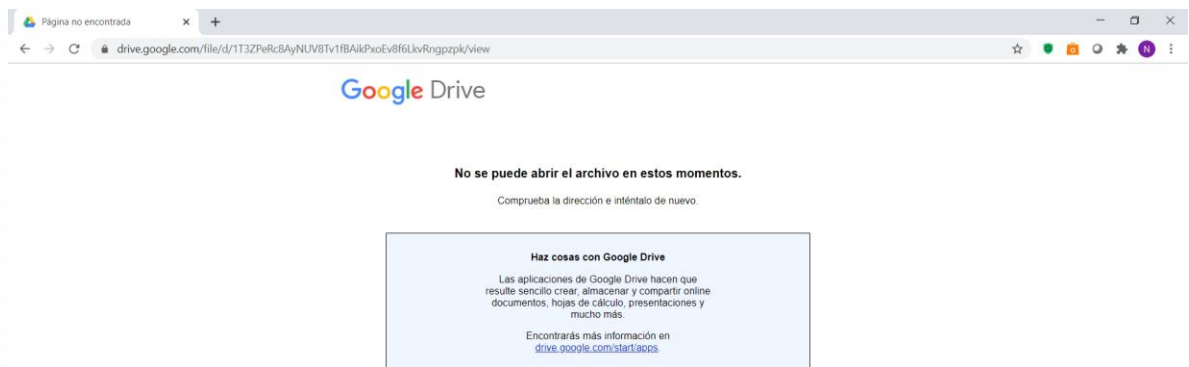 Página no encontrada
drive.google.com/file/d/1T3ZPeRc8AyNUV8Tv1fBAikPxoEv8f6LkvRngpzpk/view
N
Google Drive
No se puede abrir el archivo en estos momentos.
Comprueba la dirección e inténtalo de nuevo.
Haz cosas con Google Drive
Las aplicaciones de Google Drive hacen que
resulte sencillo crear, almacenar y compartir online
documentos, hojas de cálculo, presentaciones y
mucho más.
Encontrarás más información en
drive.google.com/start/apps.